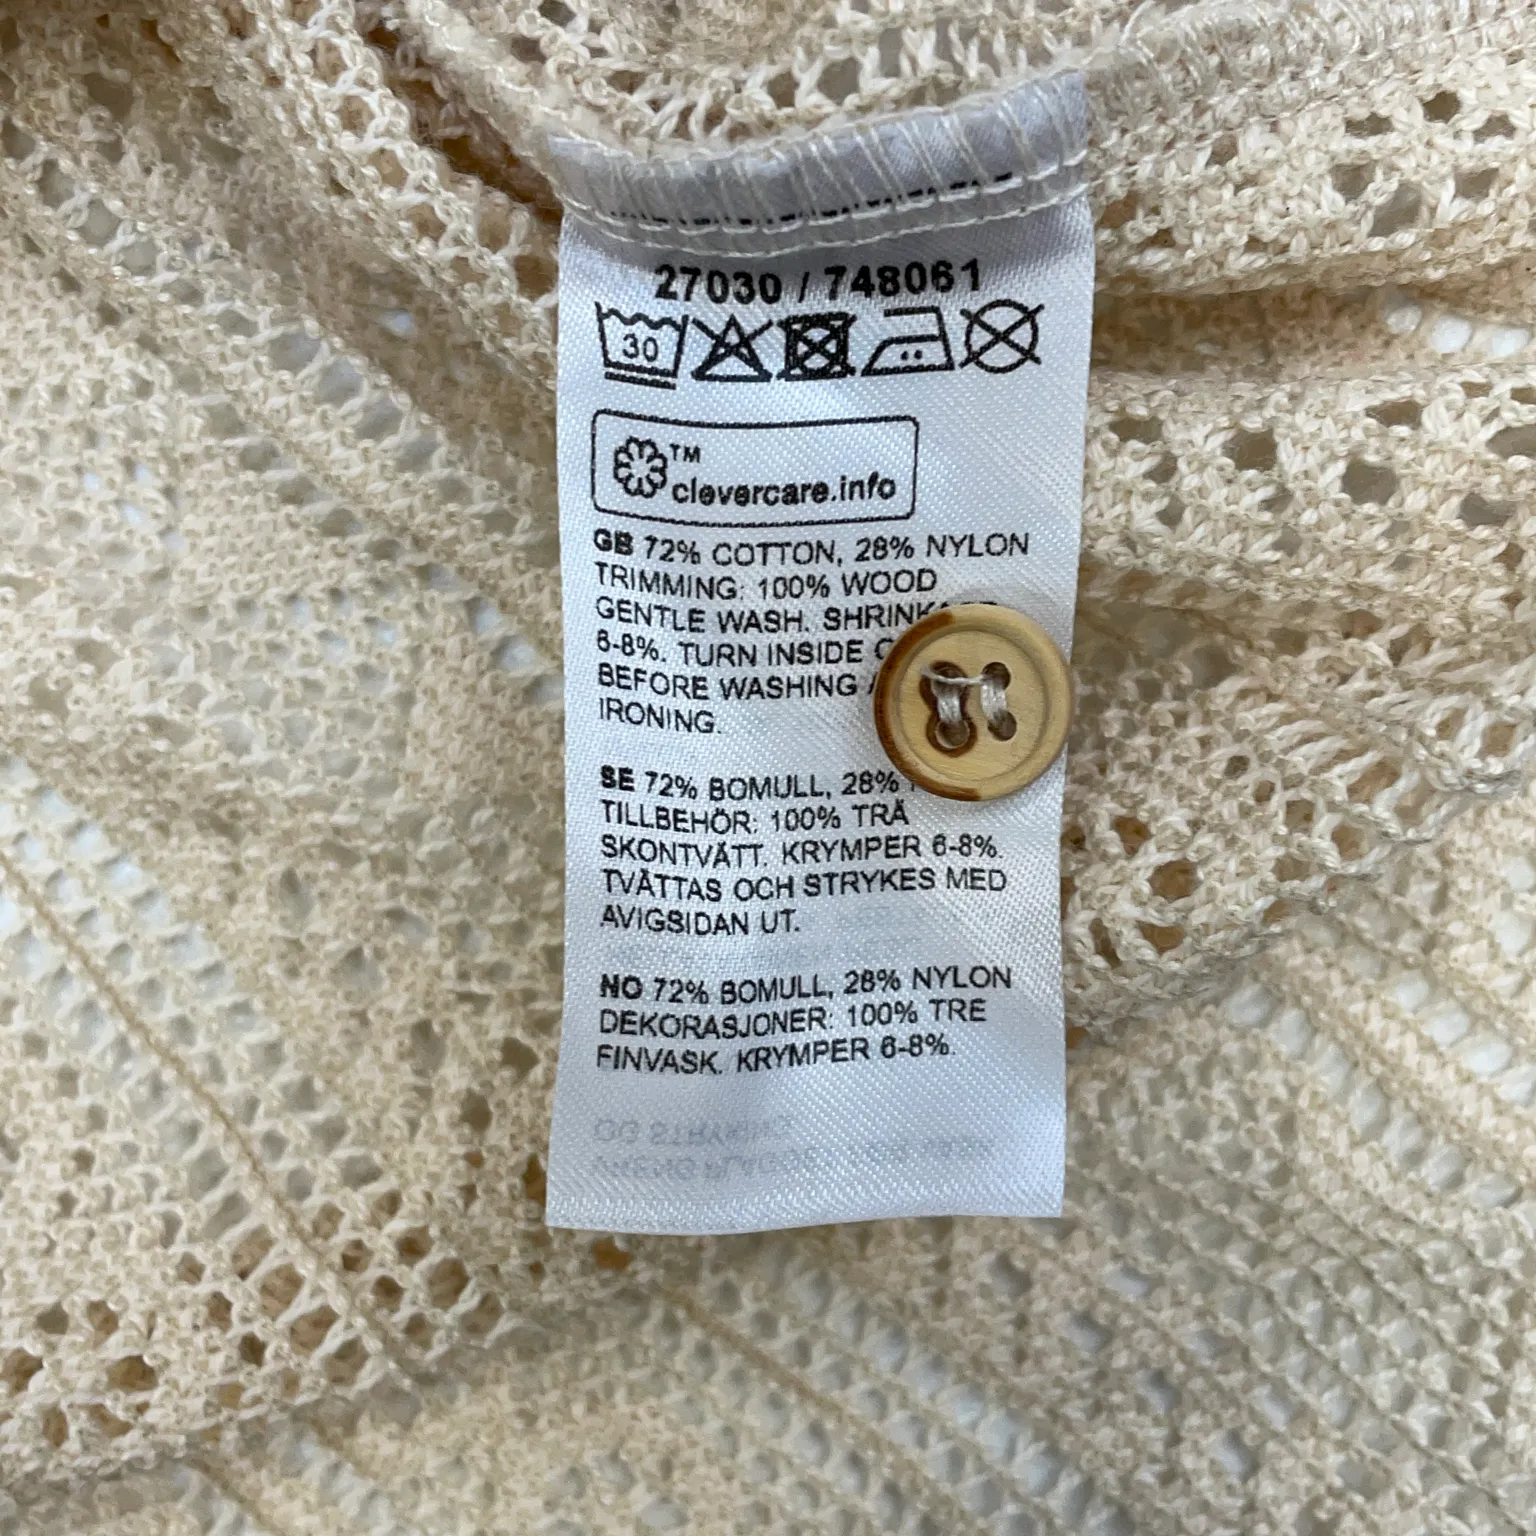 27030 / 748061
30
TM
clevercare.info
GB 72% COTTON, 28% NYLON
TRIMMING: 100% WOOD
GENTLE WASH.
6-8%. TURN INSIDE
BEFORE WASHING
IRONING.
SE 72% BOMULL, 28%
TILLBEHÖR: 100% TRÄ
SKONTVÄTT. KRYMPER 6-8%.
TVÄTTAS OCH STRYKES MED
AVIGSIDAN UT.
NO 72% BOMULL, 28% NYLON
DEKORASJONER: 100% TRE
FINVASK. KRYMPER 6-8%.